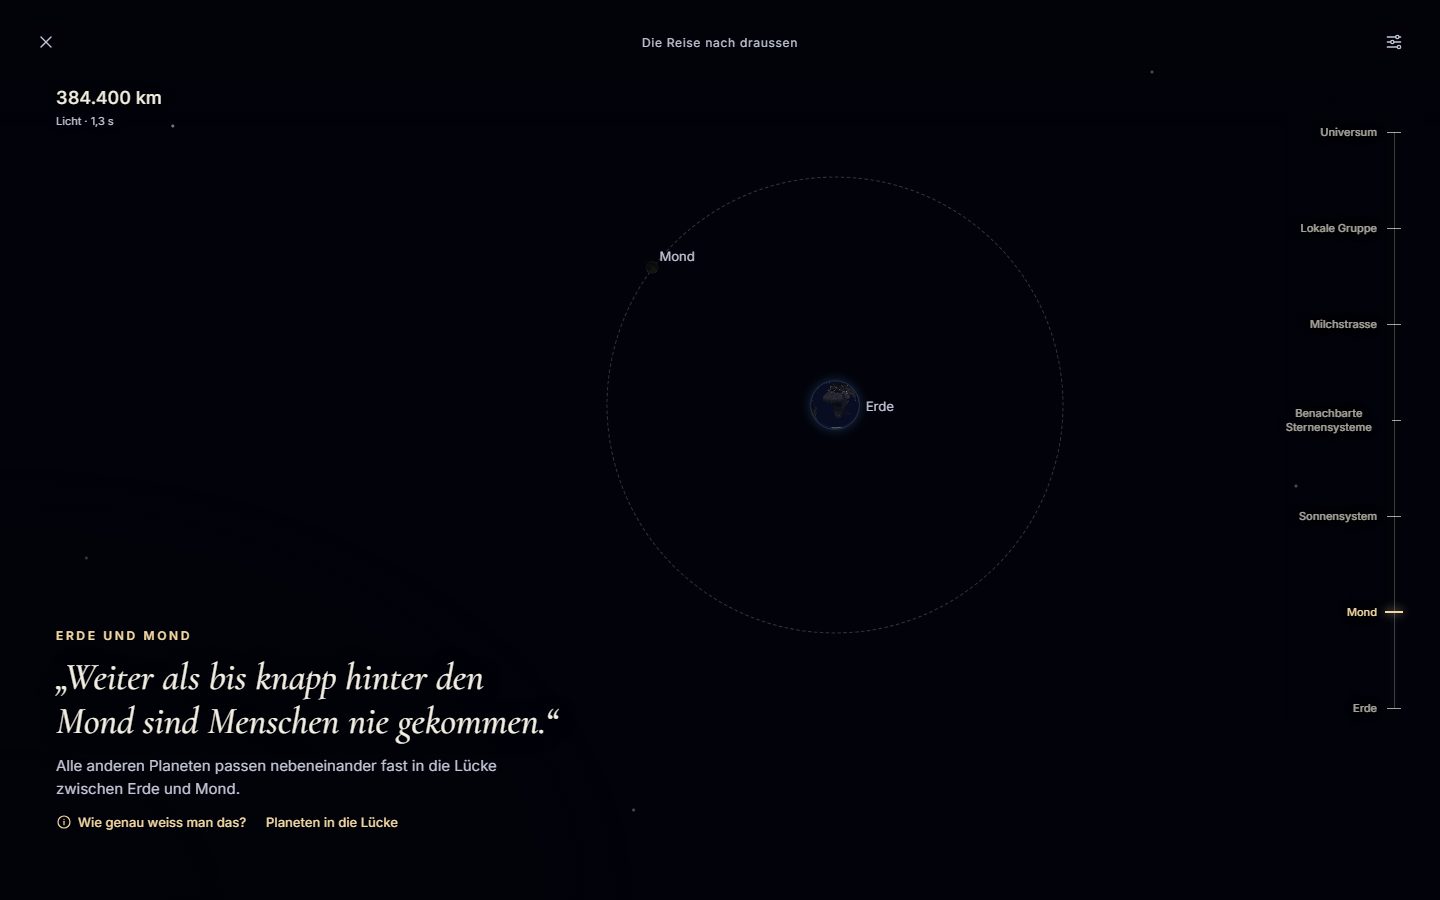 Die Reise nach draussen
384.400 km
Licht · 1,3 s
Universum
Lokale Gruppe
Milchstrasse
Benachbarte
Sternensysteme
Sonnensystem
Mond
Erde
Mond
Erde
ERDE UND MOND
„Weiter als bis knapp hinter den
Mond sind Menschen nie gekommen.“
Alle anderen Planeten passen nebeneinander fast in die Lücke
zwischen Erde und Mond.
Wie genau weiss man das? Planeten in die Lücke